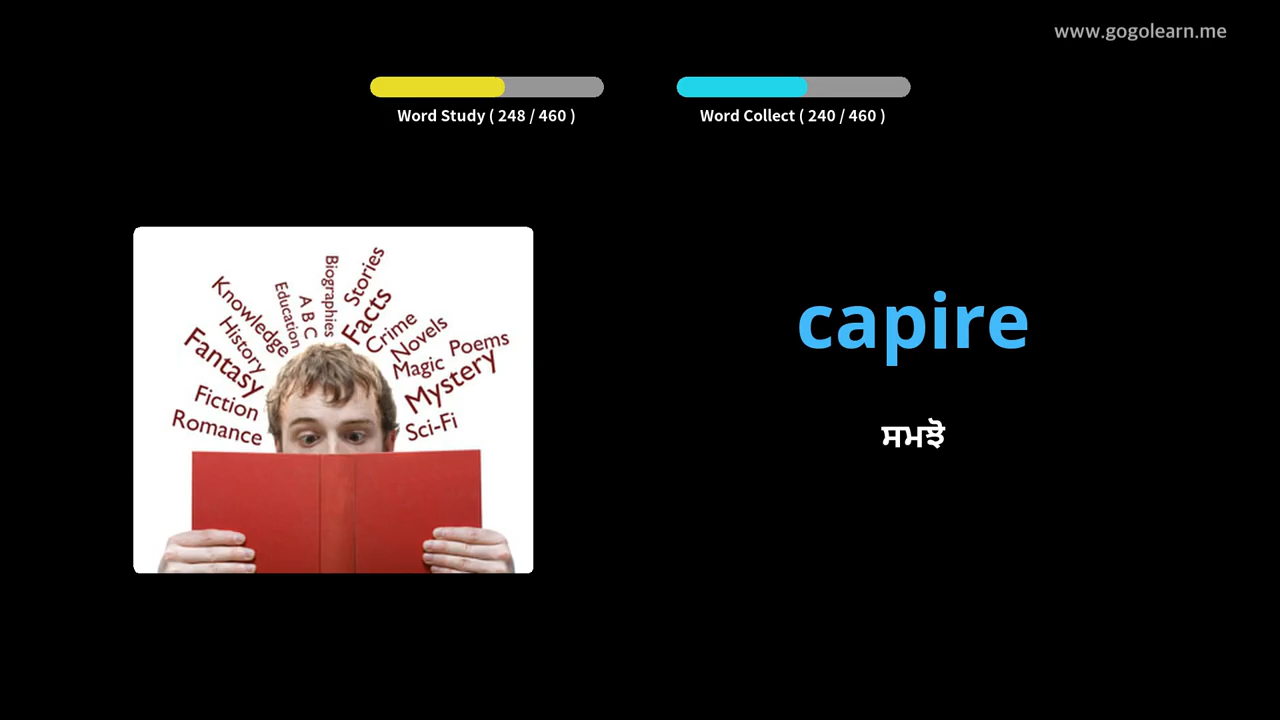 www.gogolearn.me
Word Study ( 248 / 460 )
Word Collect ( 240 / 460 )
Knowledge
Education
A B C
Biographies
Stories
History
Facts
Crime
Fantasy
Novels
Magic
Poems
Fiction
Mystery
Romance
Sci-Fi
capire
ਸਮਝੋ